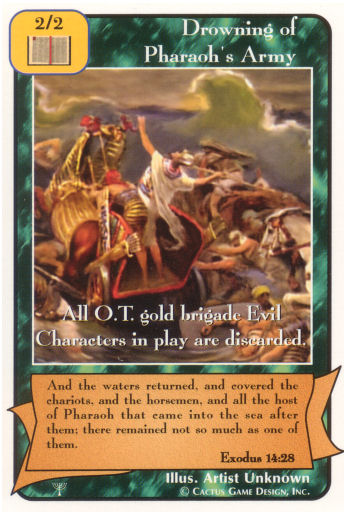 2/2
Drowning of
Pharaoh's Army
All O.T. gold brigade Evil
Characters in play are discarded.
And the waters returned, and covered the
chariots, and the horsemen, and all the host
of Pharaoh that came into the sea after
them; there remained not so much as one of
them.
Exodus 14:28
Illus. Artist Unknown
© Cactus Game Design, Inc.